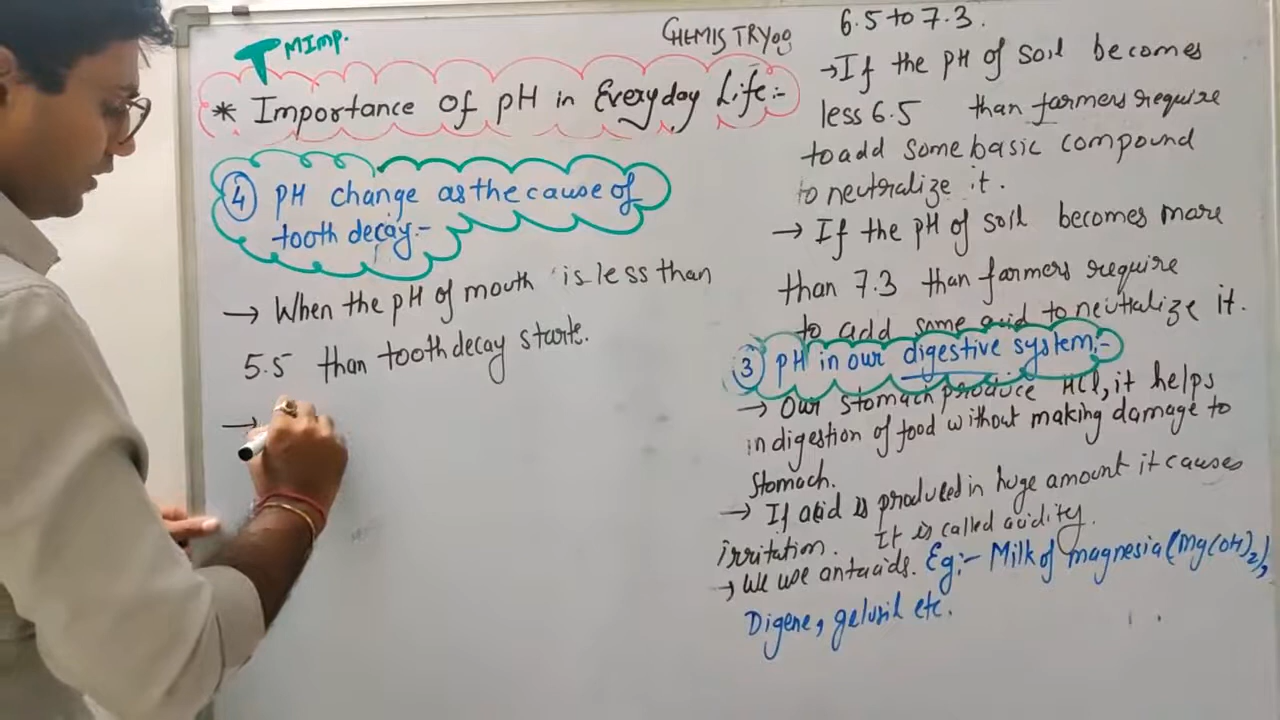 MImp.
CHEMISTRY
* Importance of pH in Everyday Life:-
④ pH change as the cause of
tooth decay:-
→ When the pH of mouth is less than
5.5 than tooth decay starts.
→
6.5 to 7.3.
→ If the pH of soil becomes
less 6.5 than farmers require
to add some basic compound
to neutralize it.
→ If the pH of soil becomes more
than 7.3 than farmers require
to add some acid to neutralize it.
③ pH in our digestive system:-
→ Our stomach produce HCl, it helps
in digestion of food without making damage to
stomach.
→ If acid is produced in huge amount it causes
irritation. It is called acidity.
→ We use antacids. Eg:- Milk of magnesia (Mg(OH)2),
Digene, gelusil etc.